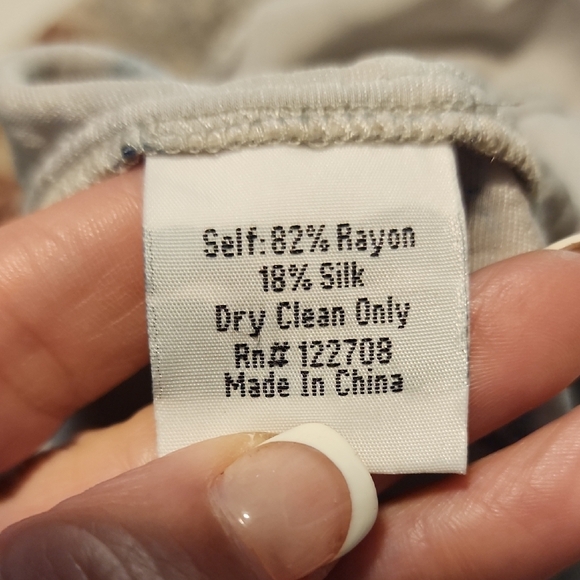 Self: 82% Rayon
18% Silk
Dry Clean Only
Rn# 122708
Made In China